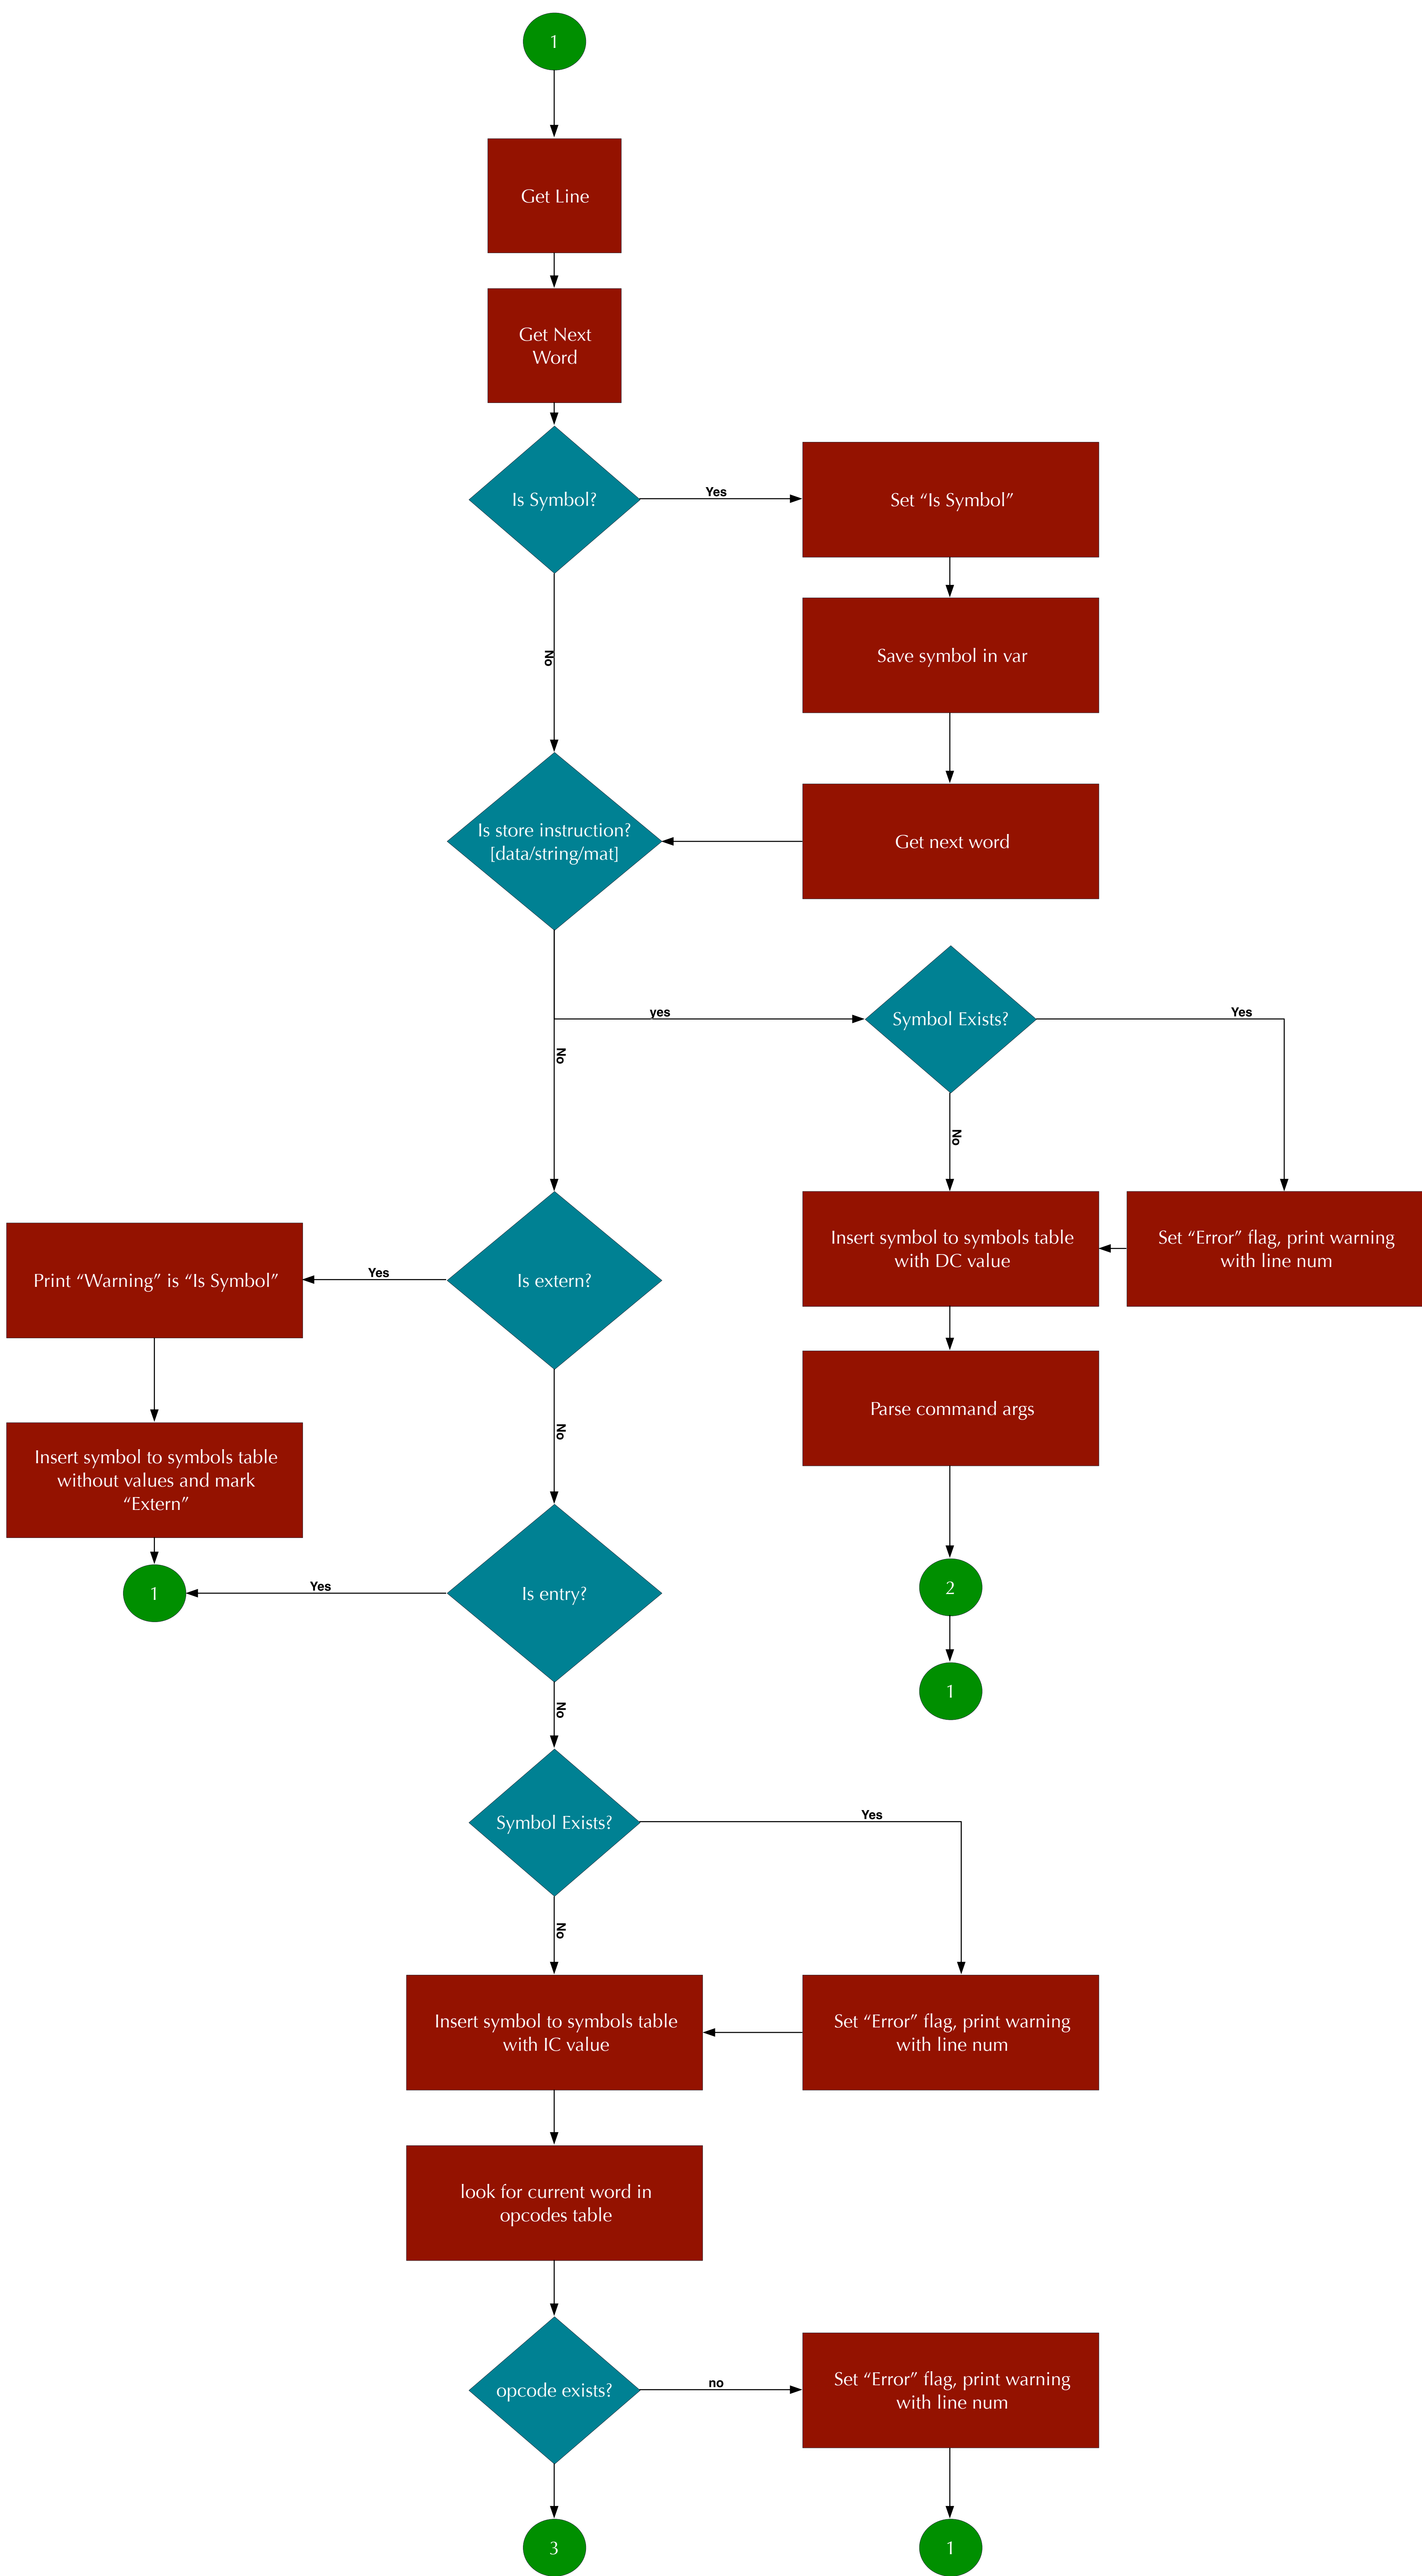 1
Get Line
Get Next
Word
Is Symbol?
Yes
Set “Is Symbol”
No
Save symbol in var
Is store instruction?
[data/string/mat]
Get next word
yes
Symbol Exists?
Yes
No
No
Insert symbol to symbols table
with DC value
Set “Error” flag, print warning
with line num
Is extern?
Yes
Print “Warning” is “Is Symbol”
Parse command args
No
Insert symbol to symbols table
without values and mark
“Extern”
Is entry?
Yes
1
2
1
No
Symbol Exists?
Yes
No
Insert symbol to symbols table
with IC value
Set “Error” flag, print warning
with line num
look for current word in
opcodes table
opcode exists?
no
Set “Error” flag, print warning
with line num
3
1